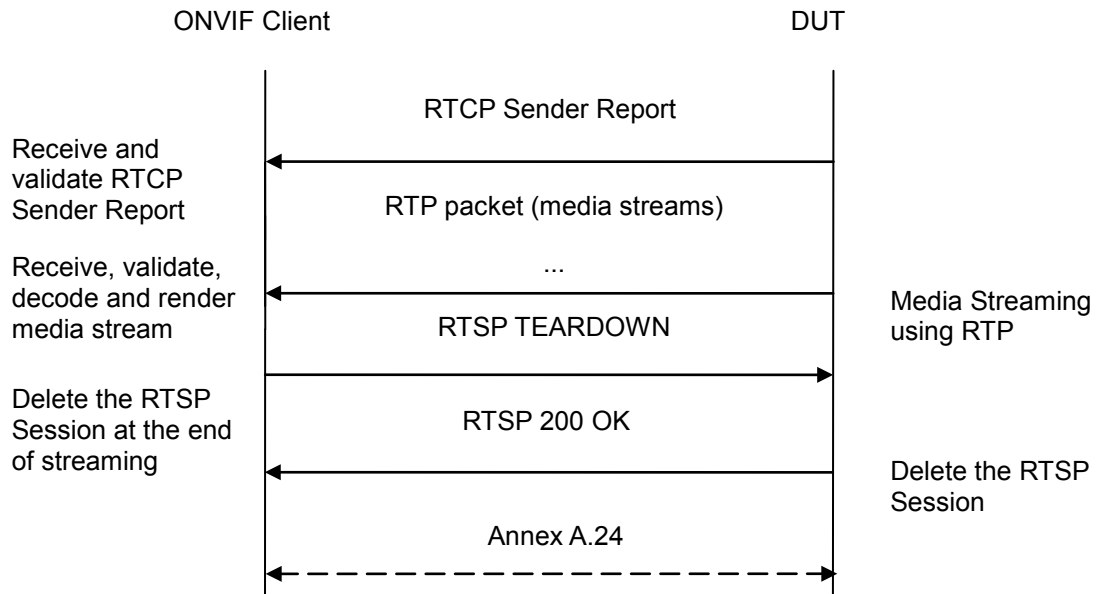 ONVIF Client
DUT
RTCP Sender Report
Receive and
validate RTCP
Sender Report
RTP packet (media streams)
Receive, validate,
decode and render
media stream
...
Media Streaming
using RTP
RTSP TEARDOWN
Delete the RTSP
Session at the end
of streaming
RTSP 200 OK
Delete the RTSP
Session
Annex A.24